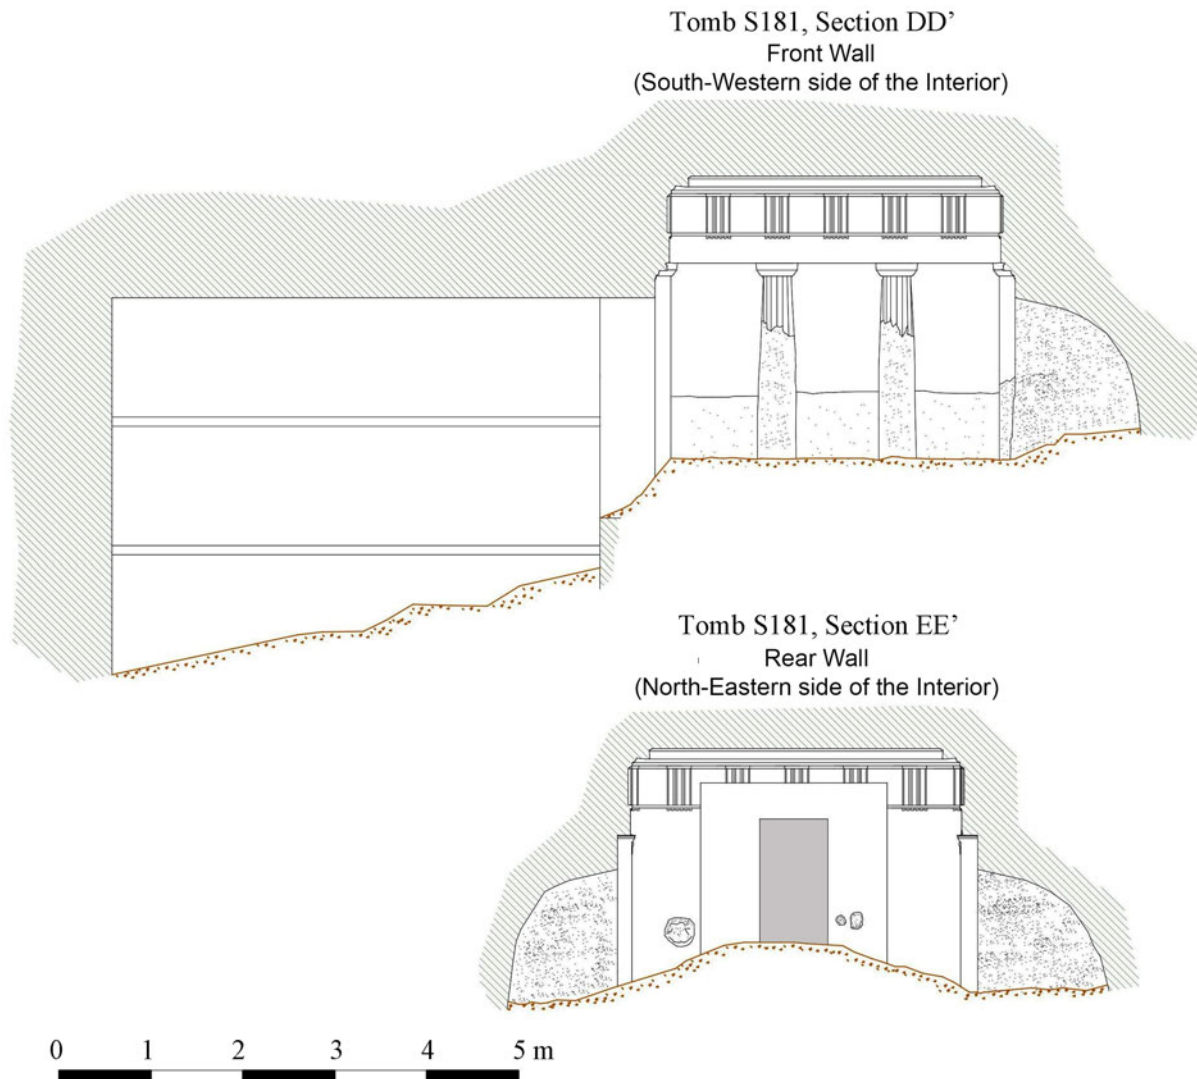 Tomb S181, Section DD’
Front Wall
(South-Western side of the Interior)
Tomb S181, Section EE’
Rear Wall
(North-Eastern side of the Interior)
0 1 2 3 4 5 m